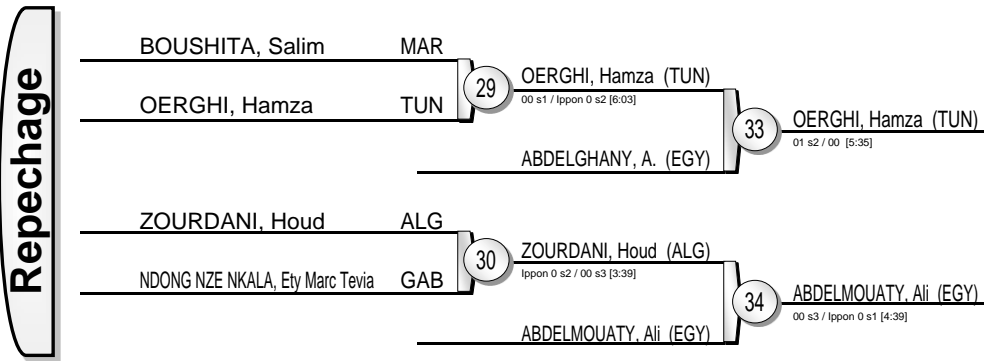 Repechage
BOUSHITA, Salim MAR
OERGHI, Hamza TUN
29
OERGHI, Hamza (TUN)
00 s1 / Ippon 0 s2 [6:03]
ABDELGHANY, A. (EGY)
33
OERGHI, Hamza (TUN)
01 s2 / 00 [5:35]
ZOURDANI, Houd ALG
NDONG NZE NKALA, Ety Marc Tevia GAB
30
ZOURDANI, Houd (ALG)
Ippon 0 s2 / 00 s3 [3:39]
ABDELMOUATY, Ali (EGY)
34
ABDELMOUATY, Ali (EGY)
00 s3 / Ippon 0 s1 [4:39]